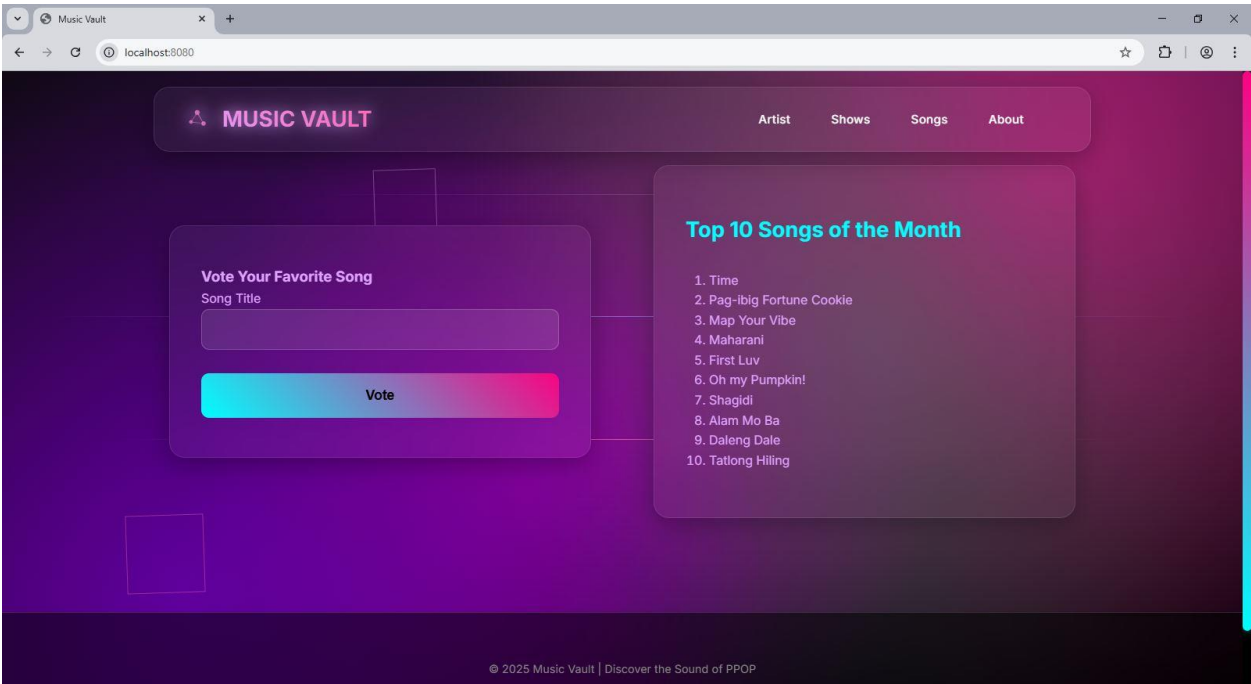 Music Vault
localhost:8080
MUSIC VAULT
Artist
Shows
Songs
About
Vote Your Favorite Song
Song Title
Vote
Top 10 Songs of the Month
1. Time
2. Pag-ibig Fortune Cookie
3. Map Your Vibe
4. Maharani
5. First Luv
6. Oh my Pumpkin!
7. Shagidi
8. Alam Mo Ba
9. Daleng Dale
10. Tatlong Hiling
© 2025 Music Vault | Discover the Sound of PPOP